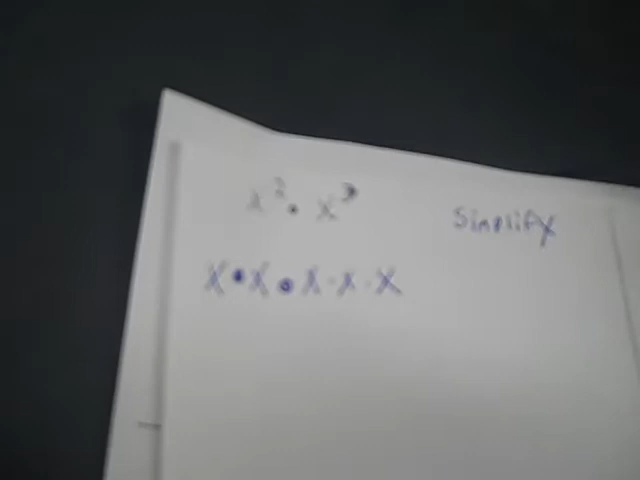 x² · x³
Simplify
x · x · x · x · x